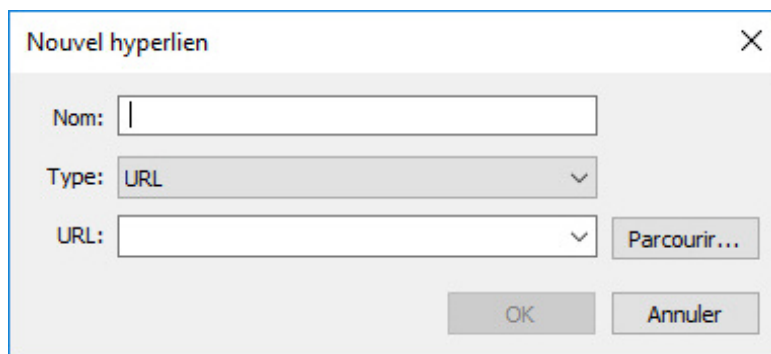 Nouvel hyperlien
Nom:
Type: URL
URL: Parcourir...
OK Annuler